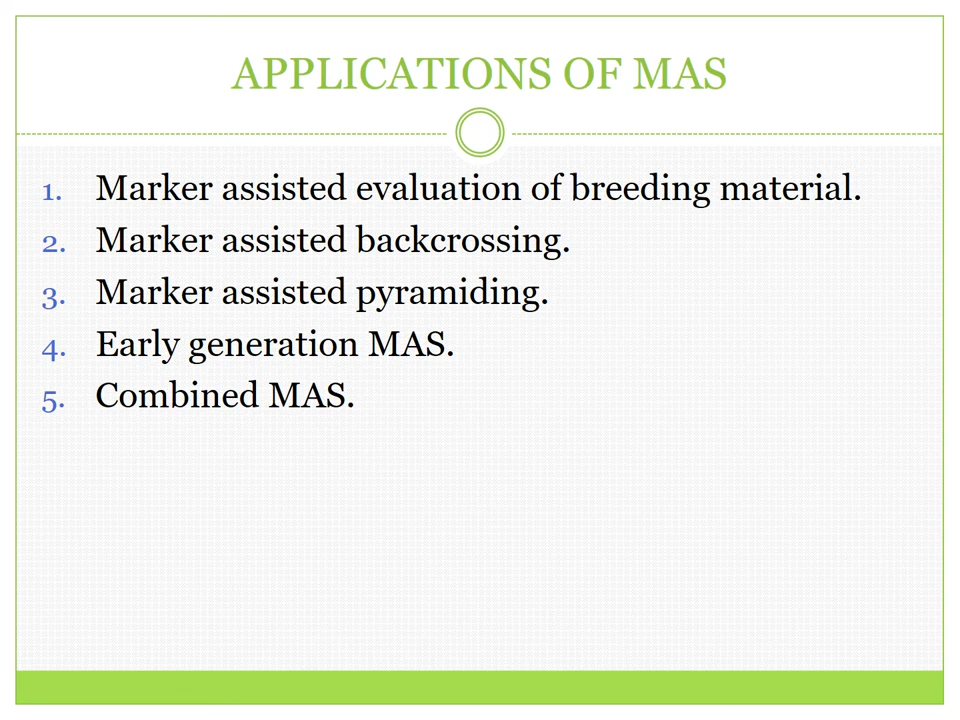 APPLICATIONS OF MAS
1. Marker assisted evaluation of breeding material.
2. Marker assisted backcrossing.
3. Marker assisted pyramiding.
4. Early generation MAS.
5. Combined MAS.